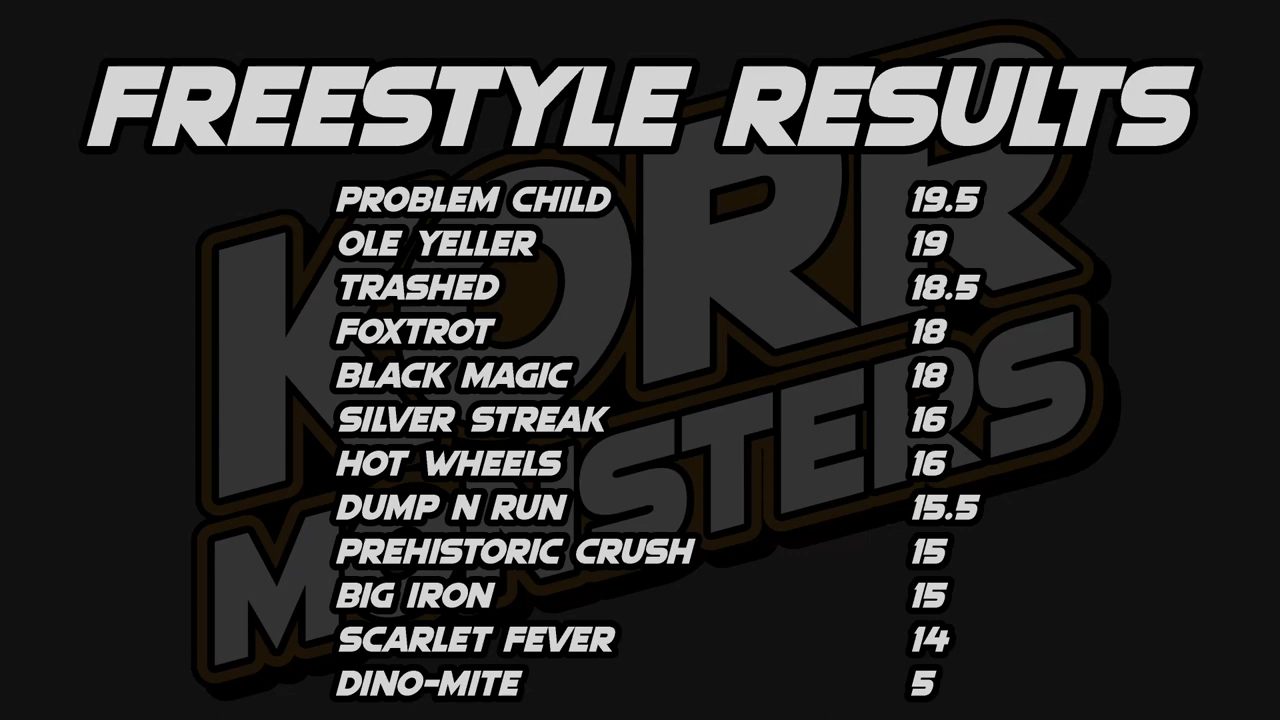 FREESTYLE RESULTS
KORR
MONSTERS
PROBLEM CHILD 19.5
OLE YELLER 19
TRASHED 18.5
FOXTROT 18
BLACK MAGIC 18
SILVER STREAK 16
HOT WHEELS 16
DUMP N RUN 15.5
PREHISTORIC CRUSH 15
BIG IRON 15
SCARLET FEVER 14
DINO-MITE 5